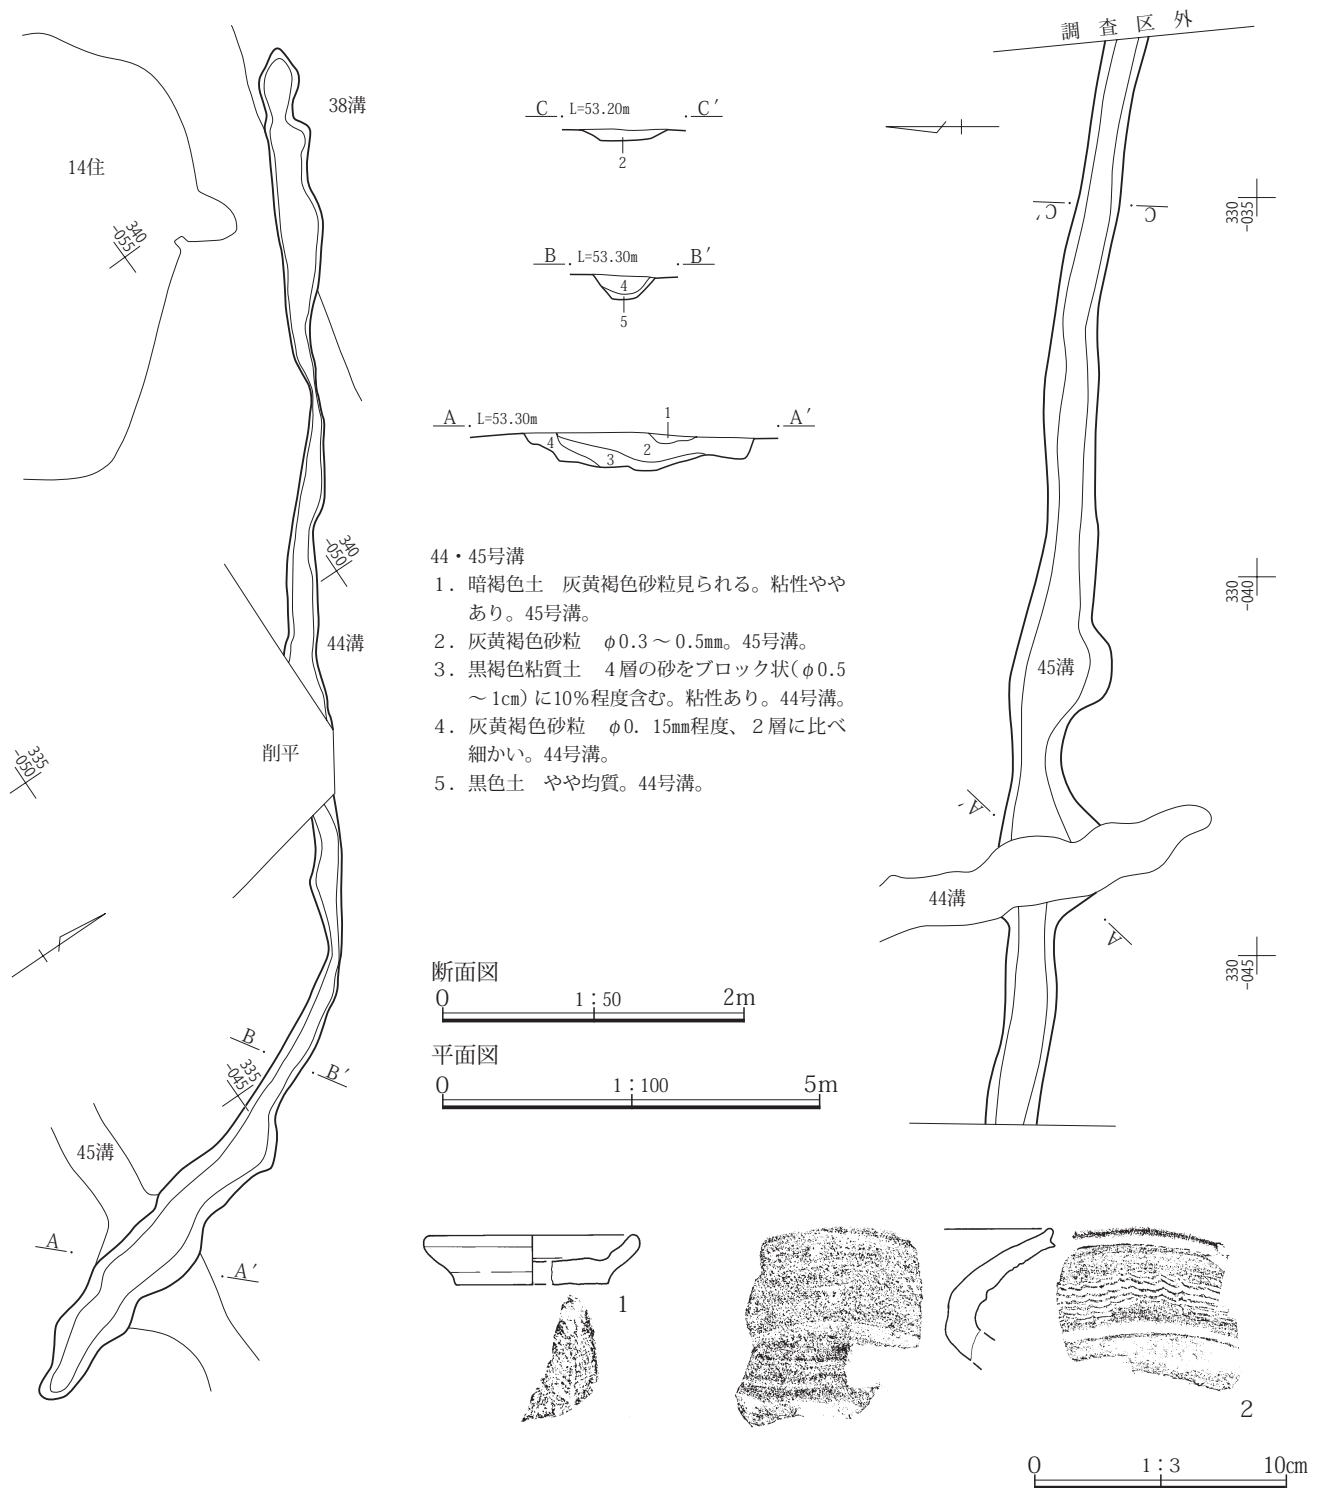 調査区外
38溝
14住
340
-055
C L=53.20m C′
2
C′ C
330
-035
B L=53.30m B′
4
5
A L=53.30m A′
1
4
2
3
340
-050
44溝
330
-040
45溝
44・45号溝
1．暗褐色土　灰黄褐色砂粒見られる。粘性やや
あり。45号溝。
2．灰黄褐色砂粒　φ0.3～0.5㎜。45号溝。
3．黒褐色粘質土　4層の砂をブロック状(φ0.5
～1㎝)に10％程度含む。粘性あり。44号溝。
4．灰黄褐色砂粒　φ0. 15㎜程度、2層に比べ
細かい。44号溝。
5．黒色土　やや均質。44号溝。
削平
335
-050
A′
44溝
A
330
-045
断面図
0 1：50 2m
平面図
0 1：100 5m
B
B′
335
-045
45溝
A
A′
1
2
0 1：3 10㎝